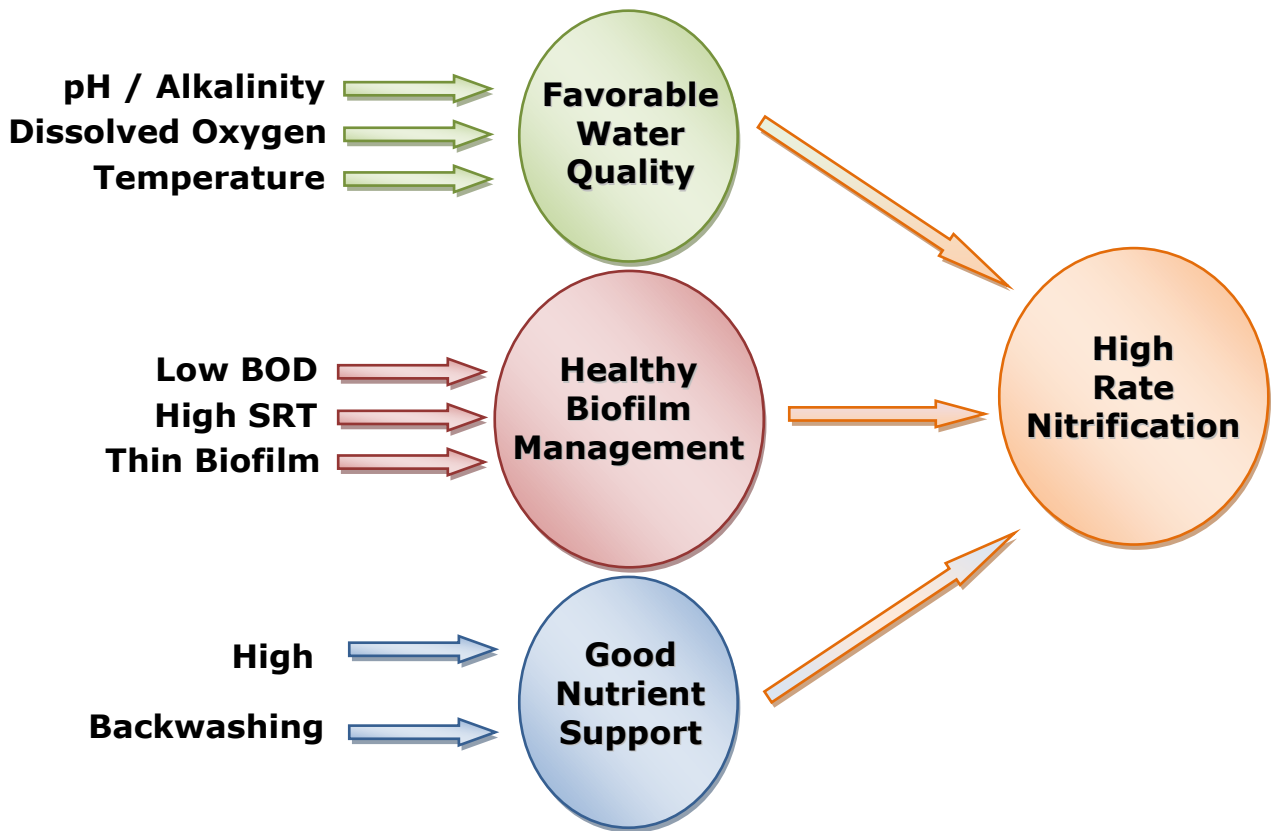 pH / Alkalinity
Dissolved Oxygen
Temperature
Favorable
Water
Quality
Low BOD
High SRT
Thin Biofilm
Healthy
Biofilm
Management
High
Backwashing
Good
Nutrient
Support
High
Rate
Nitrification